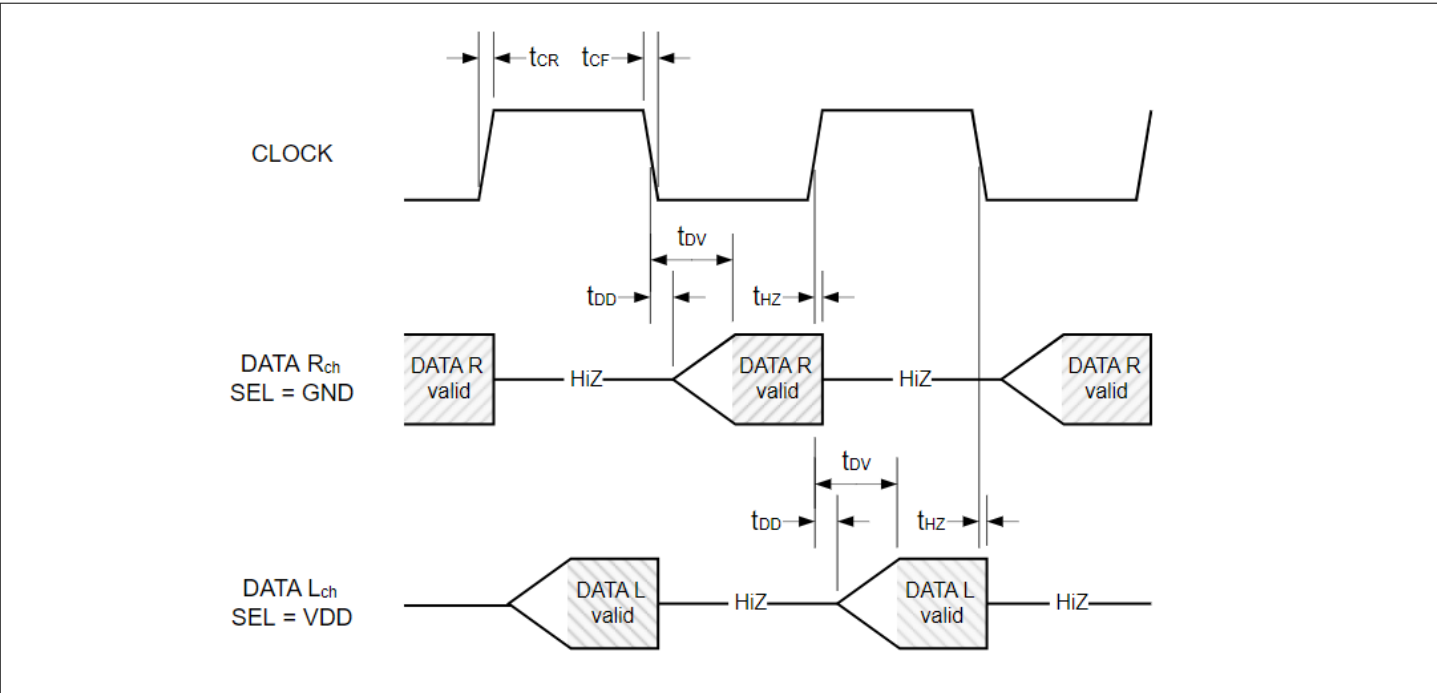 tCR tCF
CLOCK
tDV
tDD tHZ
DATA Rch
SEL = GND
DATA R
valid
HiZ
DATA R
valid
HiZ
DATA R
valid
tDV
tDD tHZ
DATA Lch
SEL = VDD
DATA L
valid
HiZ
DATA L
valid
HiZ